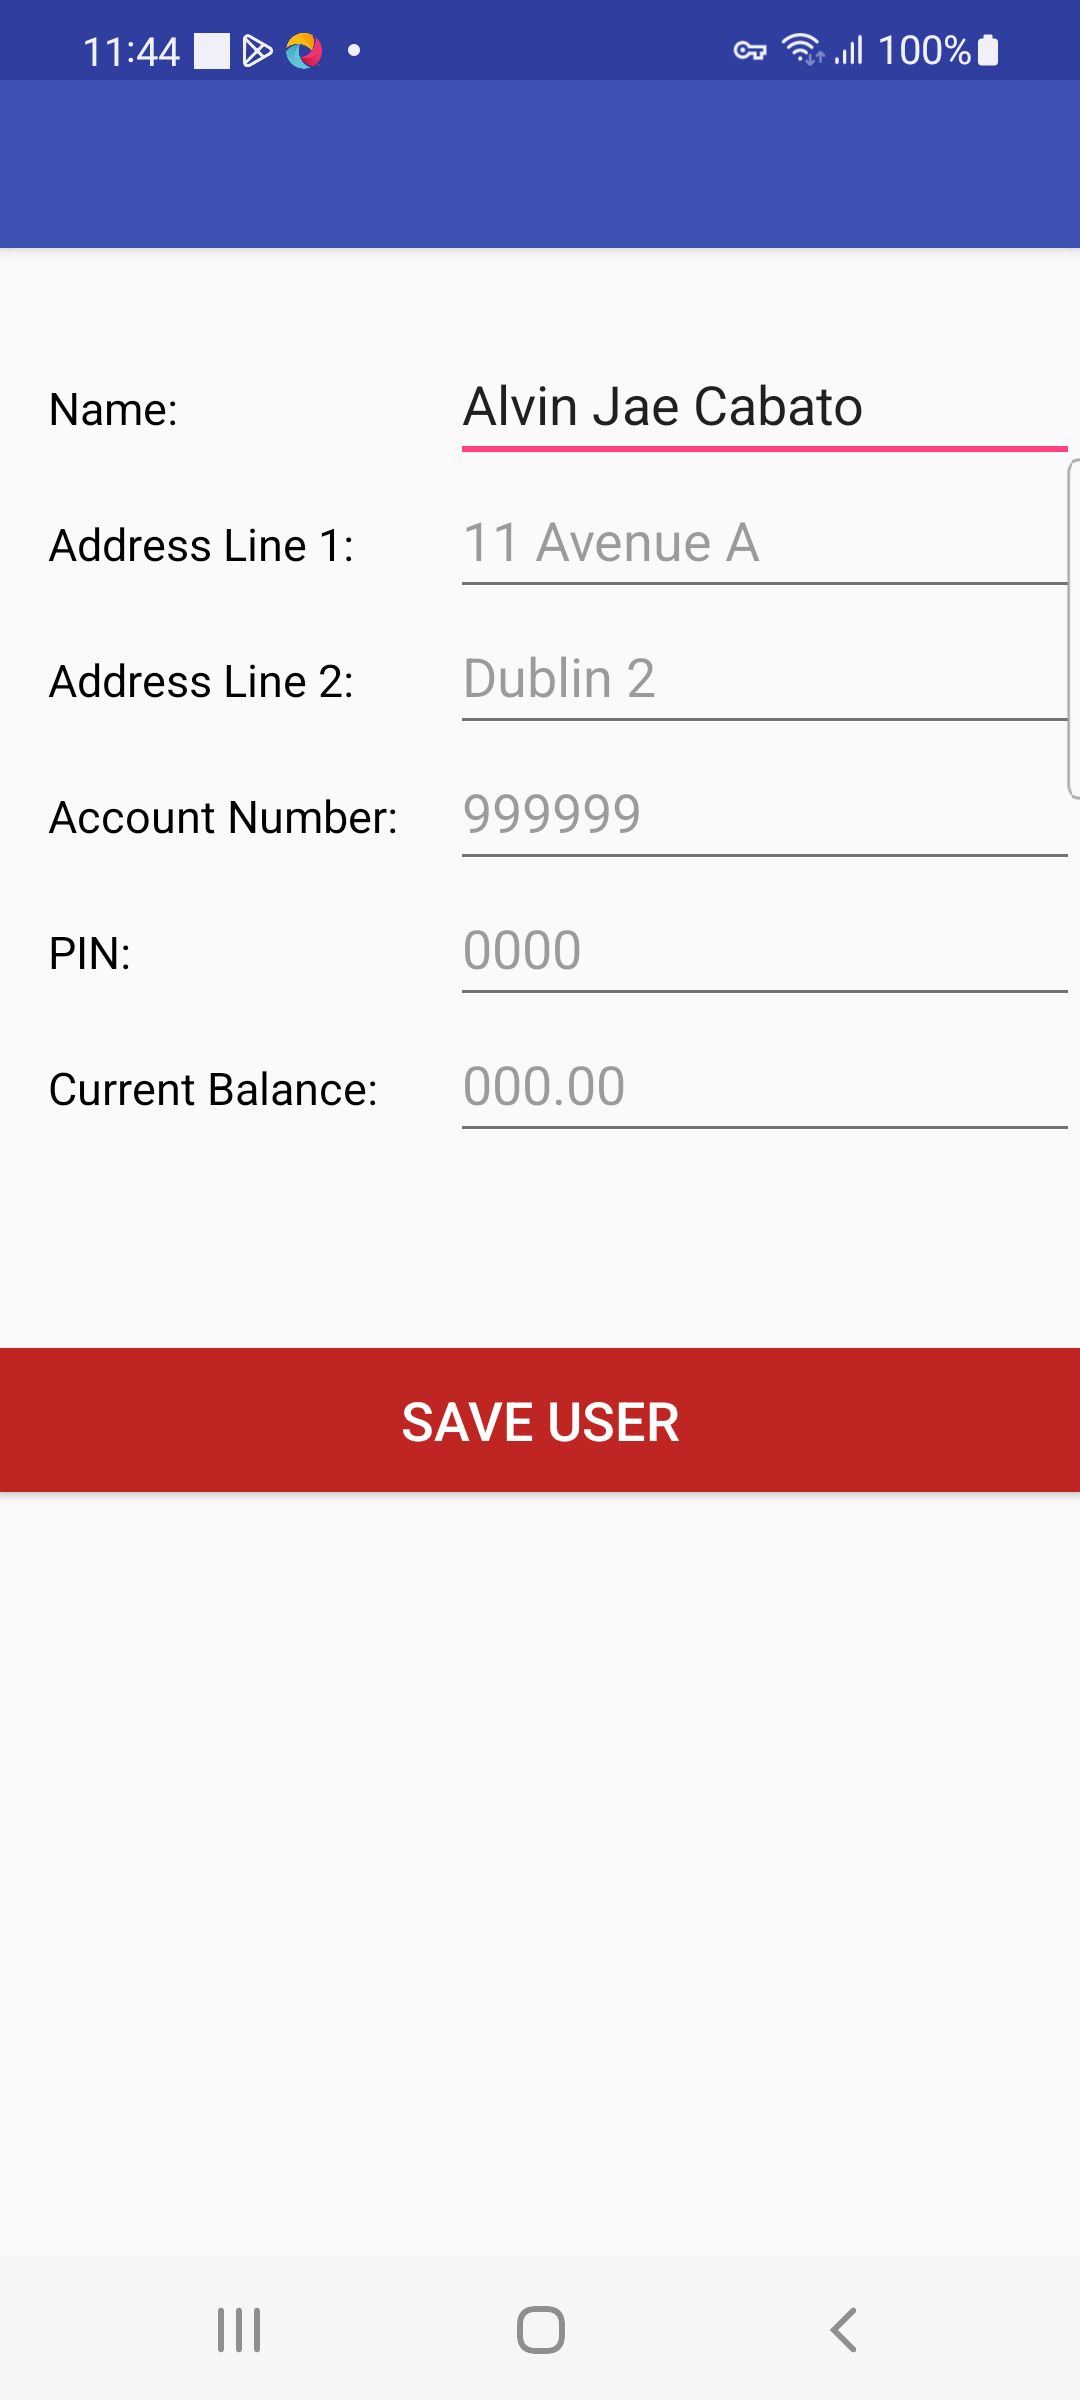 11:44 100%
Name: Alvin Jae Cabato
Address Line 1: 11 Avenue A
Address Line 2: Dublin 2
Account Number: 999999
PIN: 0000
Current Balance: 000.00
SAVE USER